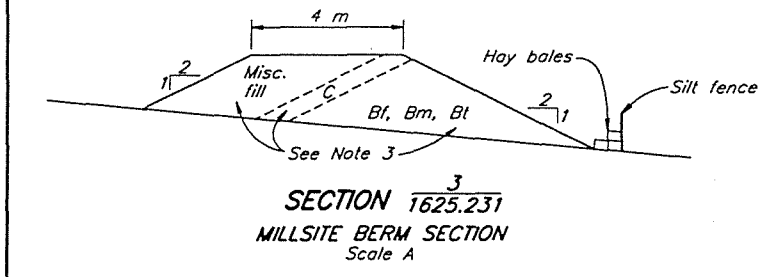 4 m
2
1
Misc.
fill
C
Bf, Bm, Bt
See Note 3
2
1
Hay bales
Silt fence
SECTION 3
1625.231
MILLSITE BERM SECTION
Scale A